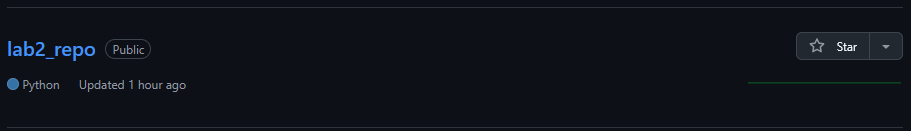 lab2_repo Public Star
Python Updated 1 hour ago